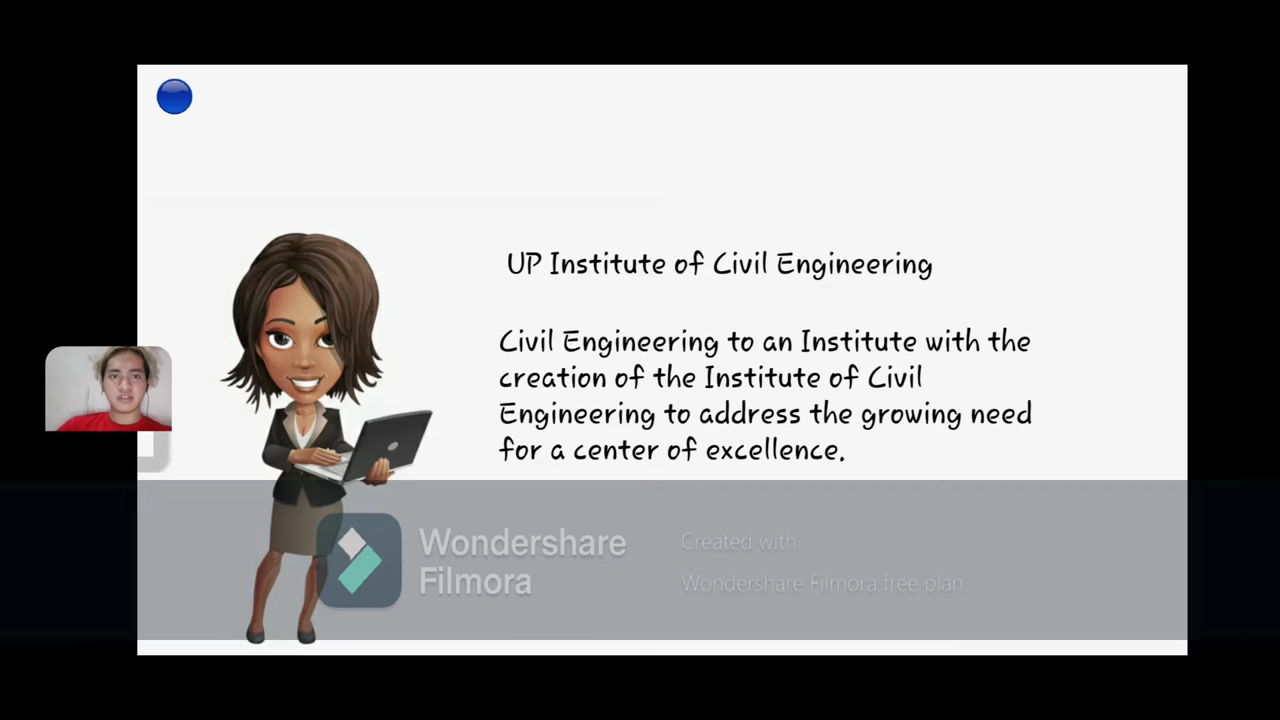 UP Institute of Civil Engineering
Civil Engineering to an Institute with the
creation of the Institute of Civil
Engineering to address the growing need
for a center of excellence.
Wondershare
Filmora
Created with
Wondershare Filmora free plan